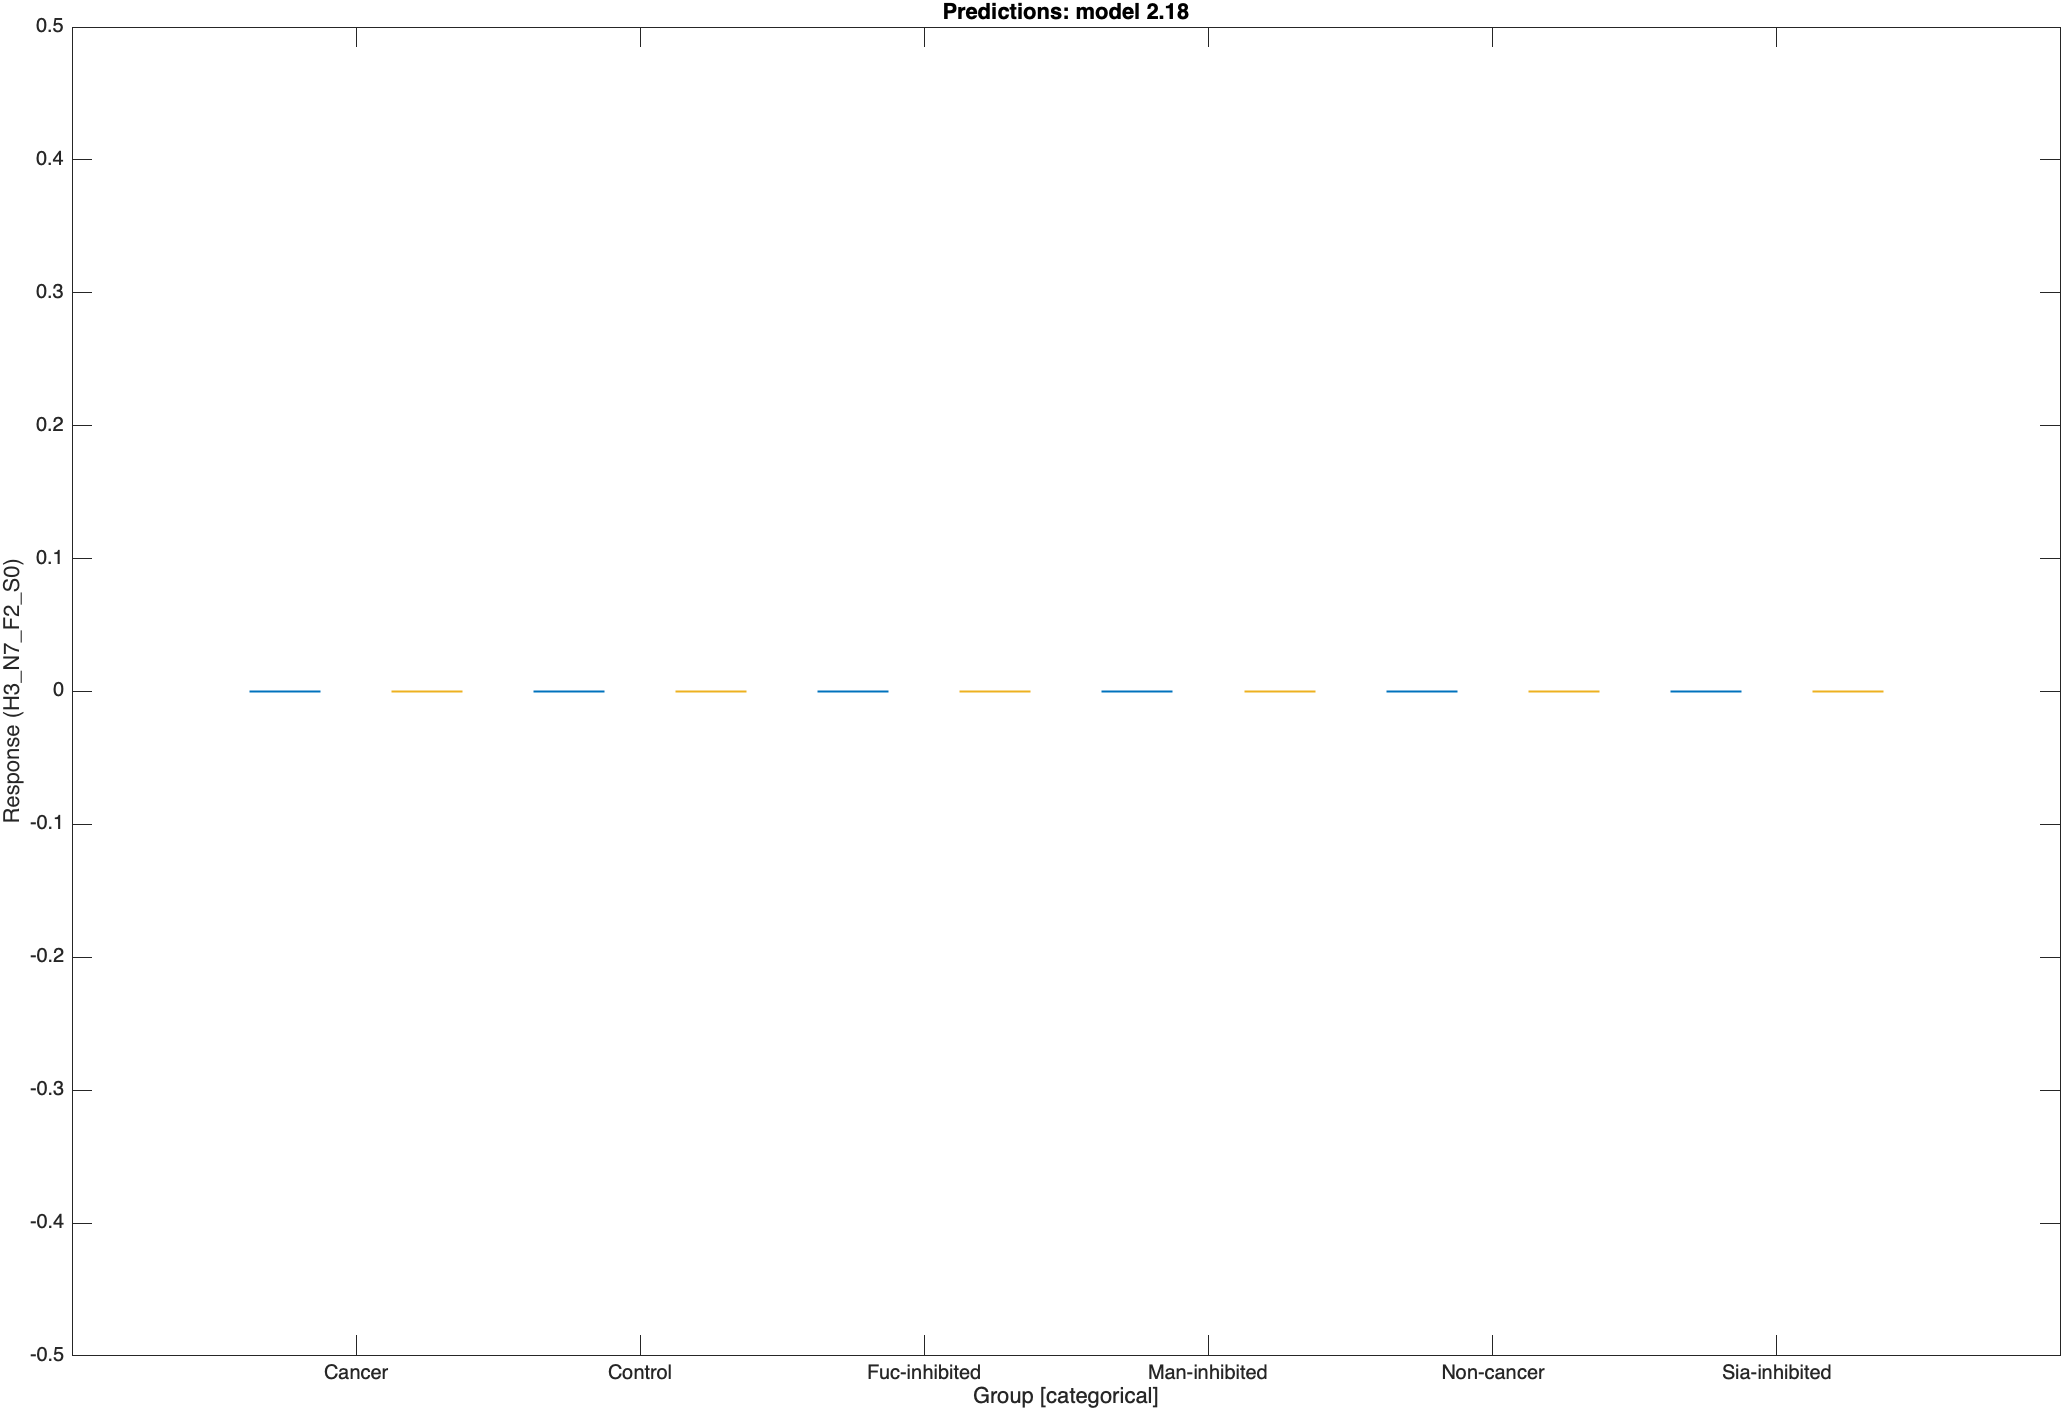 Predictions: model 2.18
0.5
0.4
0.3
0.2
0.1
0
-0.1
-0.2
-0.3
-0.4
-0.5
Response (H3_N7_F2_S0)
Cancer Control Fuc-inhibited Man-inhibited Non-cancer Sia-inhibited
Group [categorical]